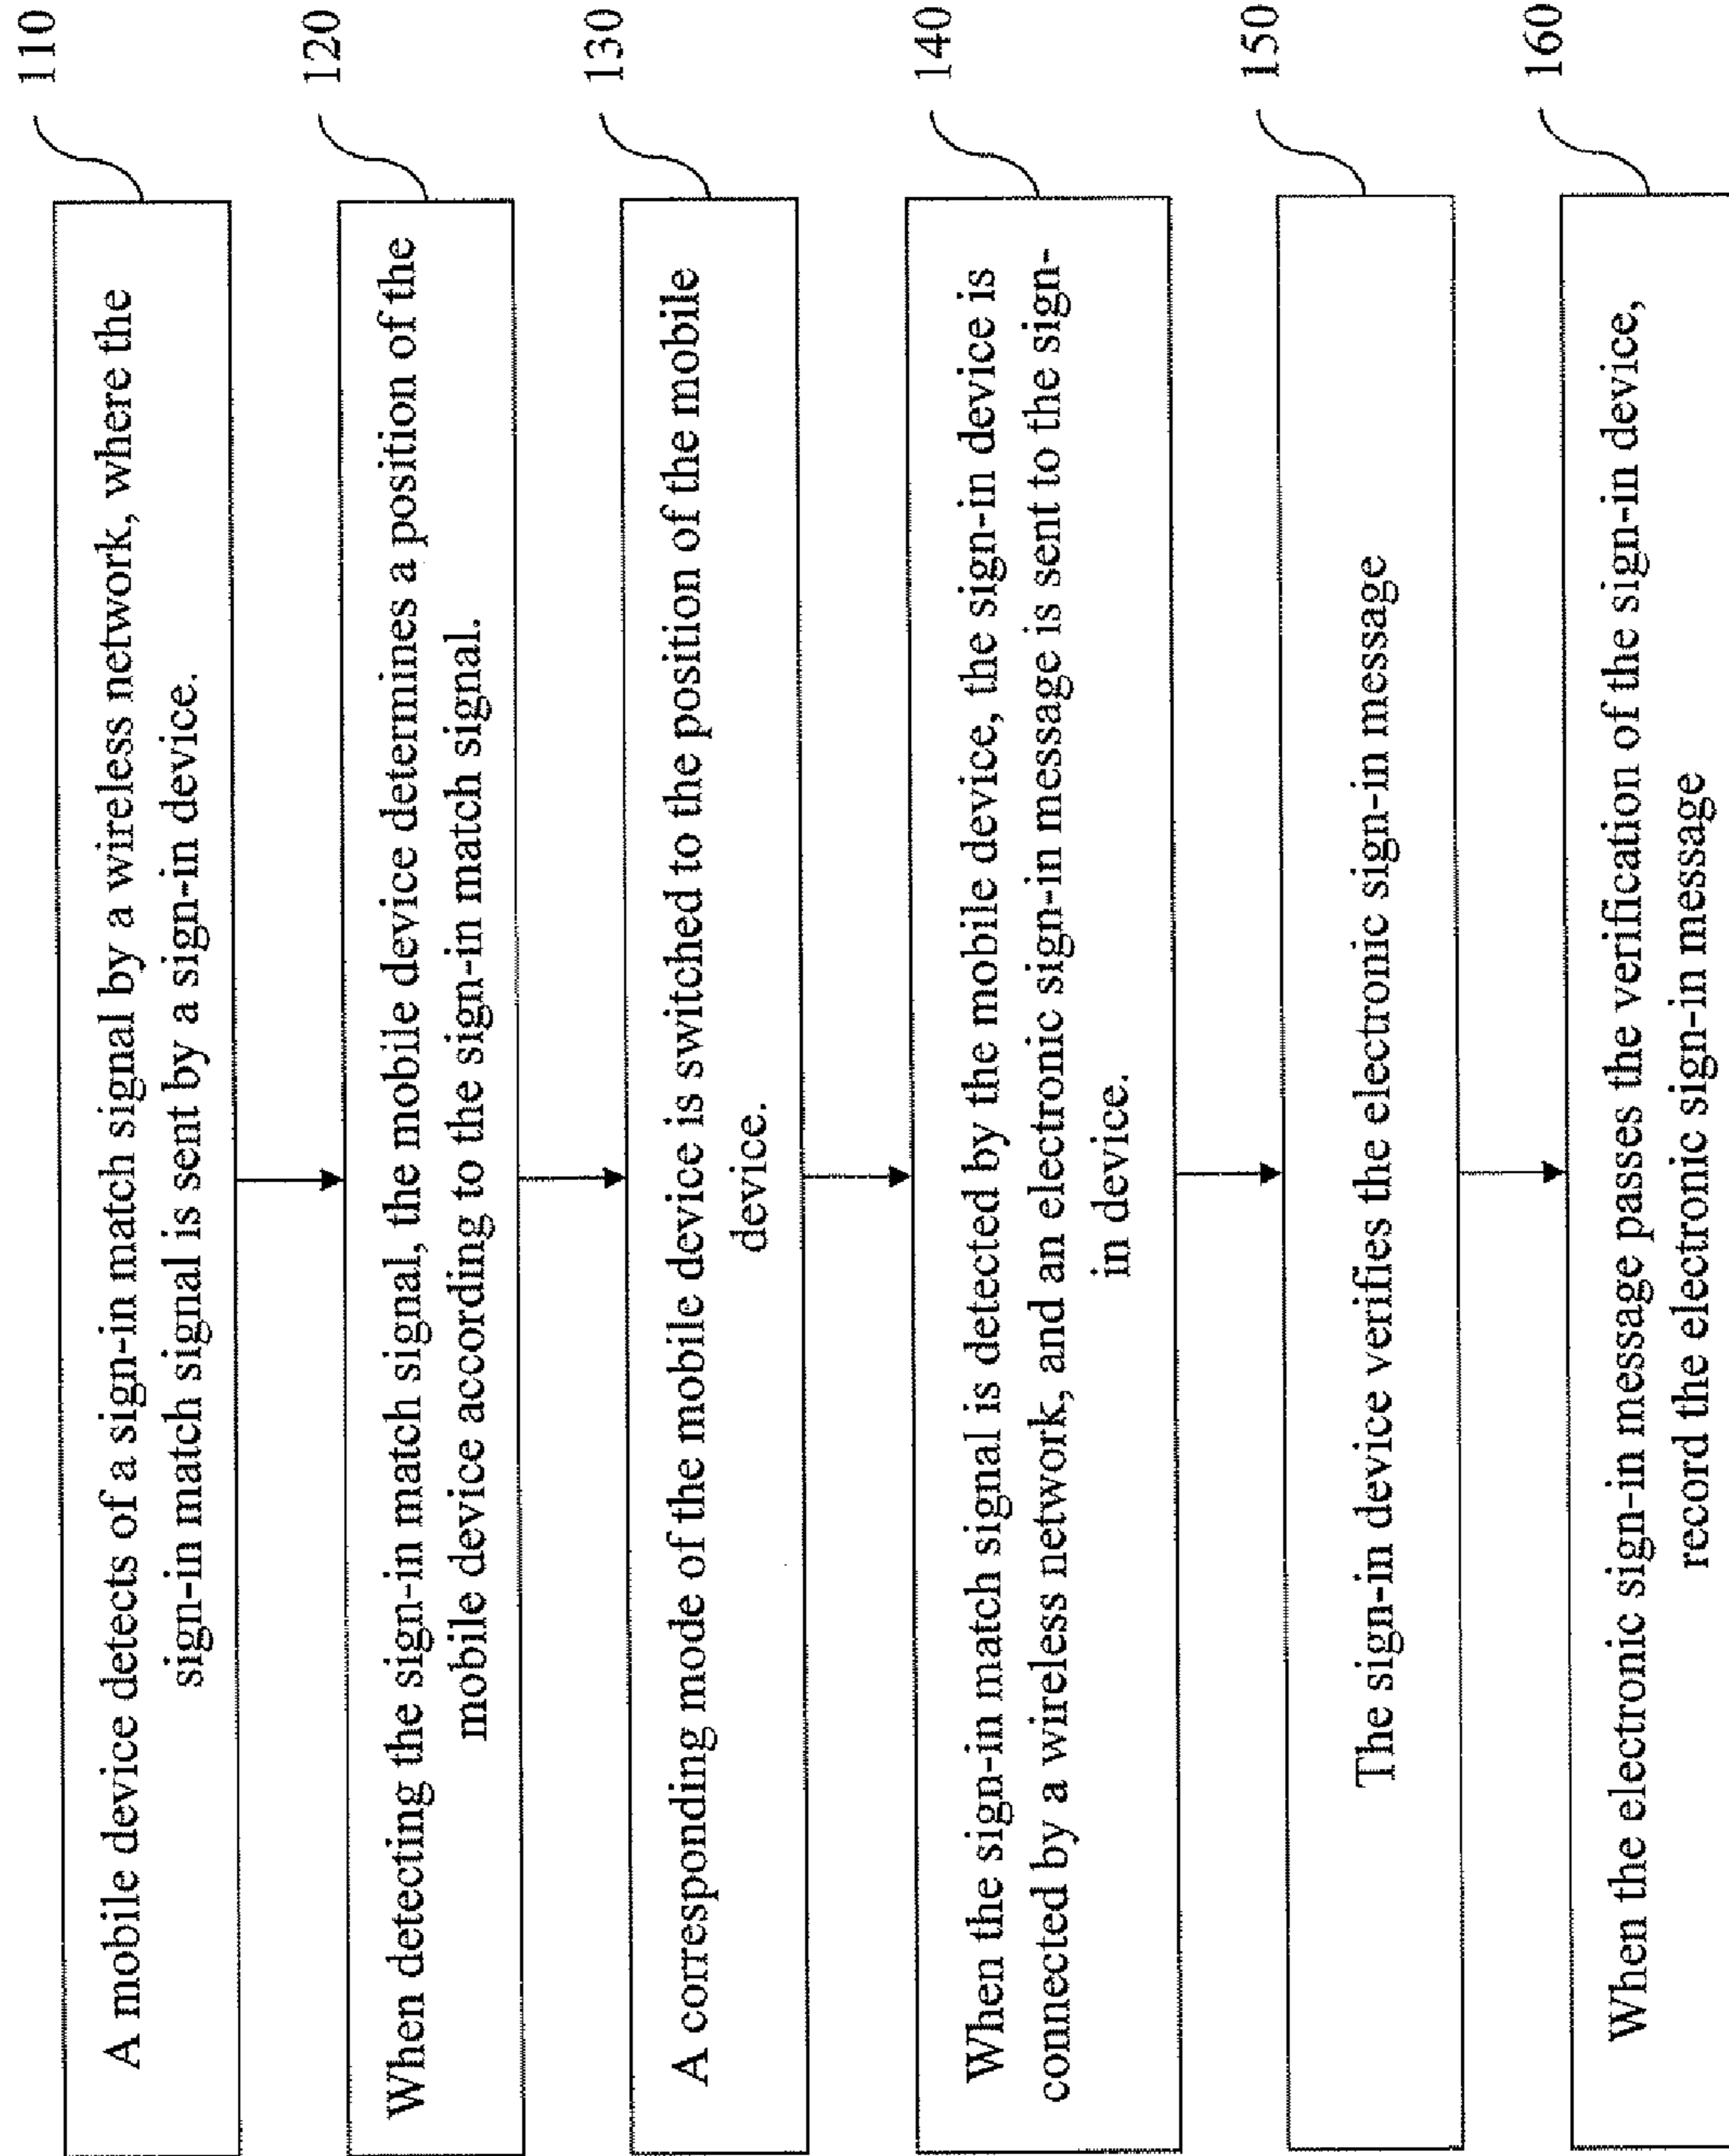 110
A mobile device detects of a sign-in match signal by a wireless network, where the
sign-in match signal is sent by a sign-in device.
120
When detecting the sign-in match signal, the mobile device determines a position of the
mobile device according to the sign-in match signal.
130
A corresponding mode of the mobile device is switched to the position of the mobile
device.
140
When the sign-in match signal is detected by the mobile device, the sign-in device is
connected by a wireless network, and an electronic sign-in message is sent to the sign-
in device.
150
The sign-in device verifies the electronic sign-in message
160
When the electronic sign-in message passes the verification of the sign-in device,
record the electronic sign-in message